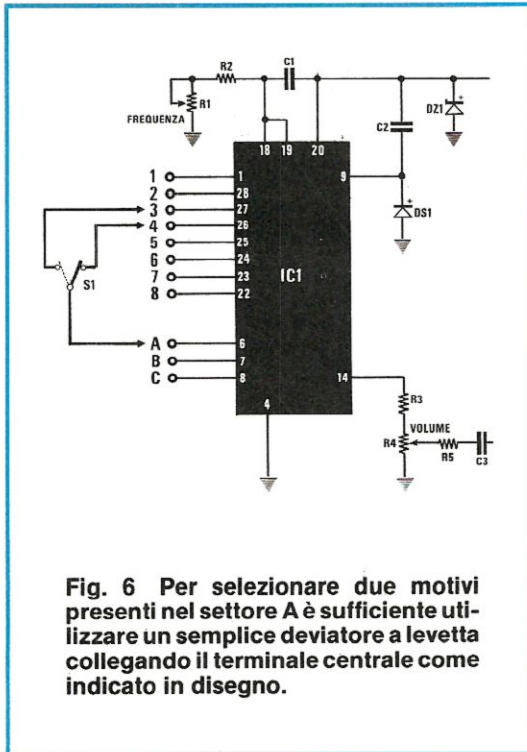 R2
C1
R1
FREQUENZA
C2
DZ1
+
18 19 20
1 1
2 28
3 27
4 26
5 25
6 24
7 23
8 22
9
DS1
+
S1
IC1
A 6
B 7
C 8
14
4
R3
VOLUME
R4
R5
C3
Fig. 6 Per selezionare due motivi
presenti nel settore A è sufficiente uti-
lizzare un semplice deviatore a levetta
collegando il terminale centrale come
indicato in disegno.